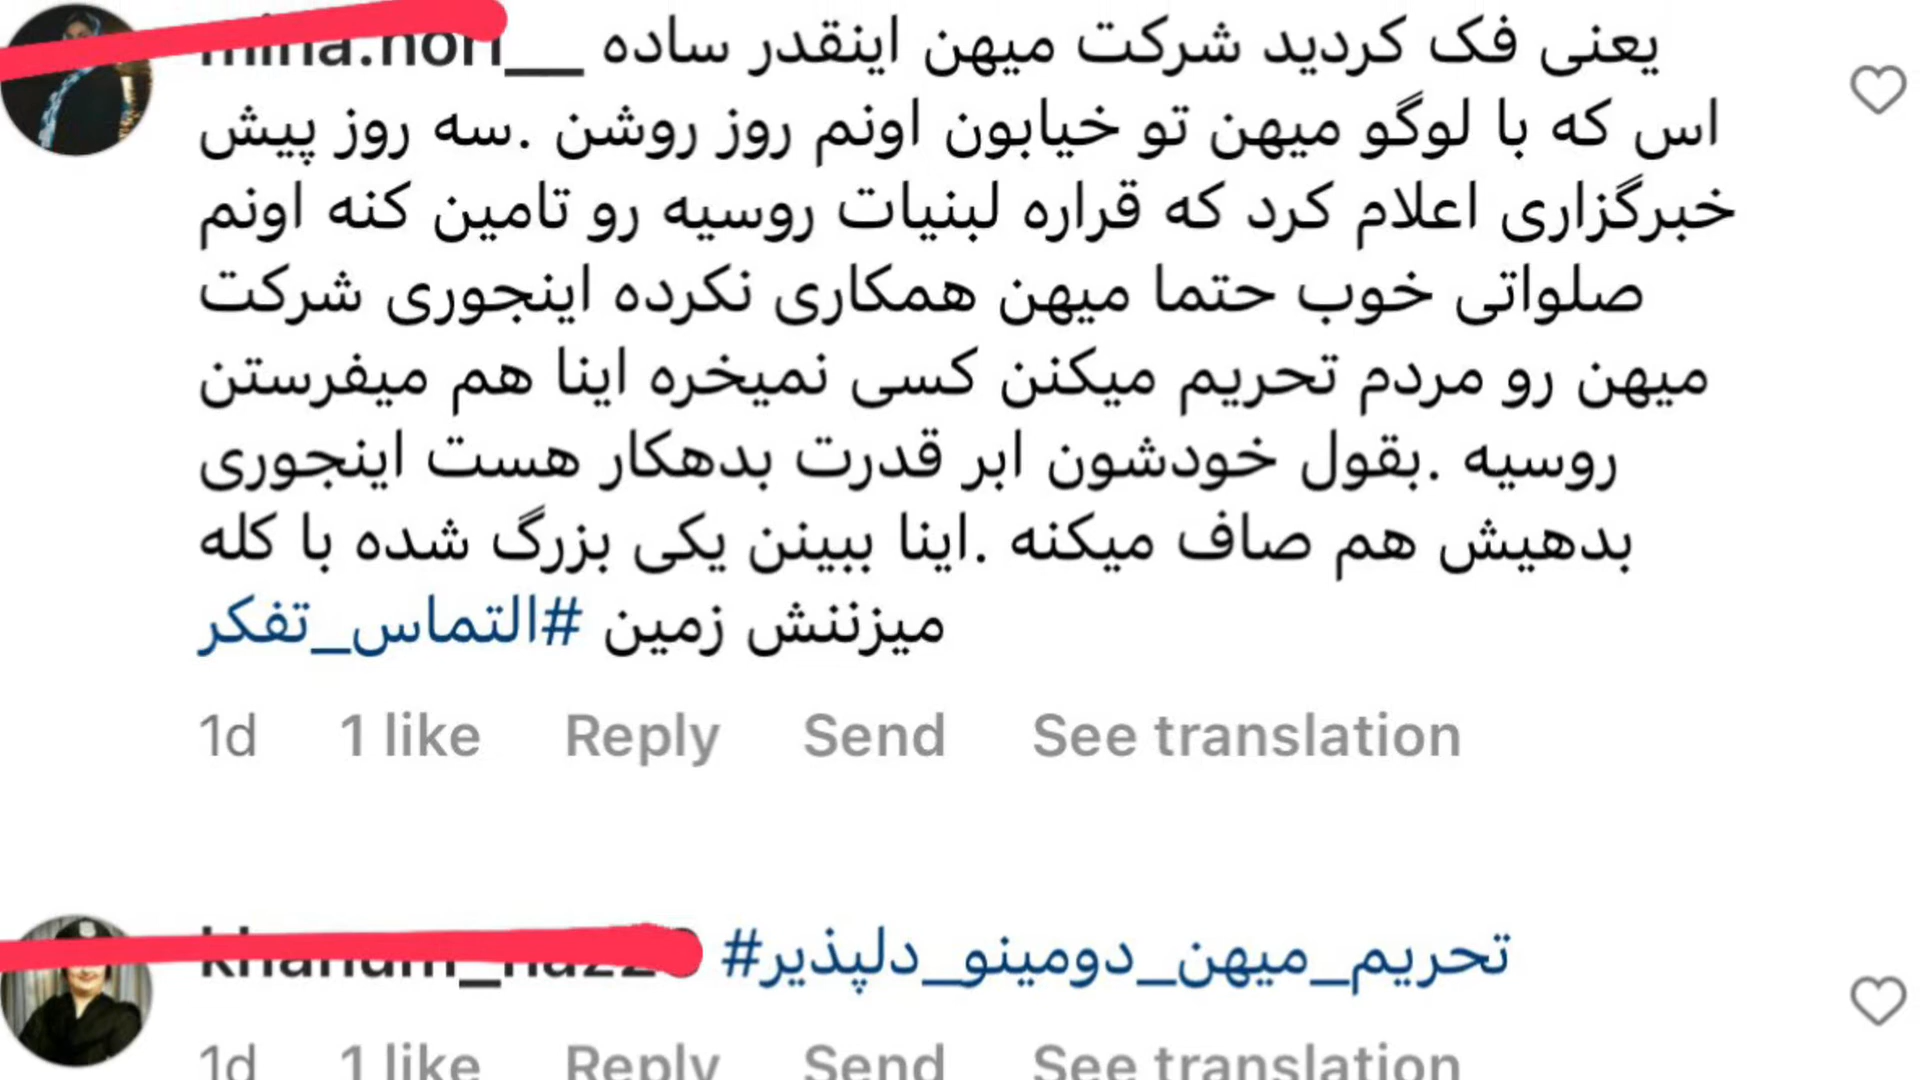 یعنی فک کردید شرکت میهن اینقدر ساده
اس که با لوگو میهن تو خیابون اونم روز روشن .سه روز پیش
خبرگزاری اعلام کرد که قراره لبنیات روسیه رو تامین کنه اونم
صلواتی خوب حتما میهن همکاری نکرده اینجوری شرکت
میهن رو مردم تحریم میکنن کسی نمیخره اینا هم میفرستن
روسیه .بقول خودشون ابر قدرت بدهکار هست اینجوری
بدهیش هم صاف میکنه .اینا ببینن یکی بزرگ شده با کله
میزننش زمین #التماس_تفکر
1d 1 like Reply Send See translation
#تحریم_میهن_دومینو_دلپذیر
1d 1 like Reply Send See translation